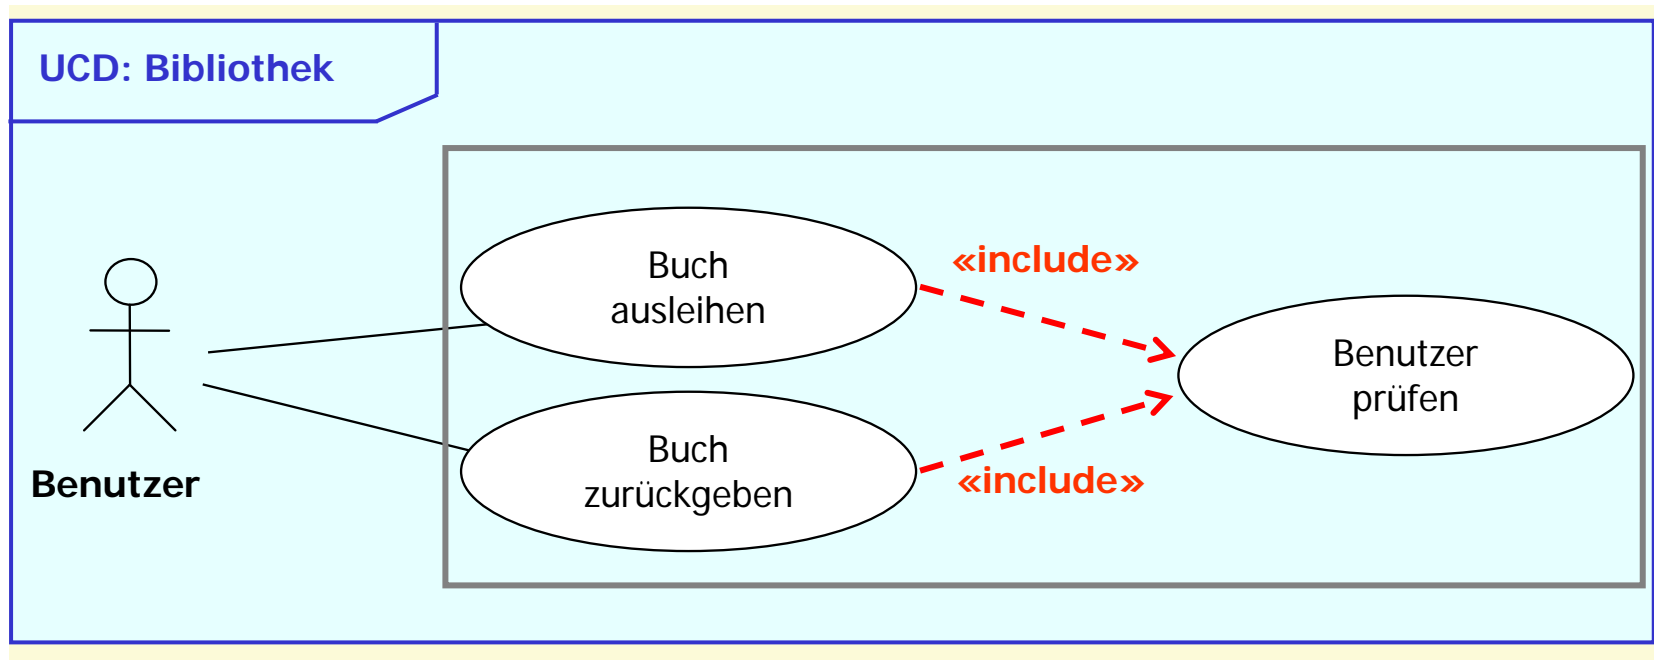 UCD: Bibliothek
Buch
ausleihen
«include»
Benutzer
prüfen
Buch
zurückgeben
«include»
Benutzer